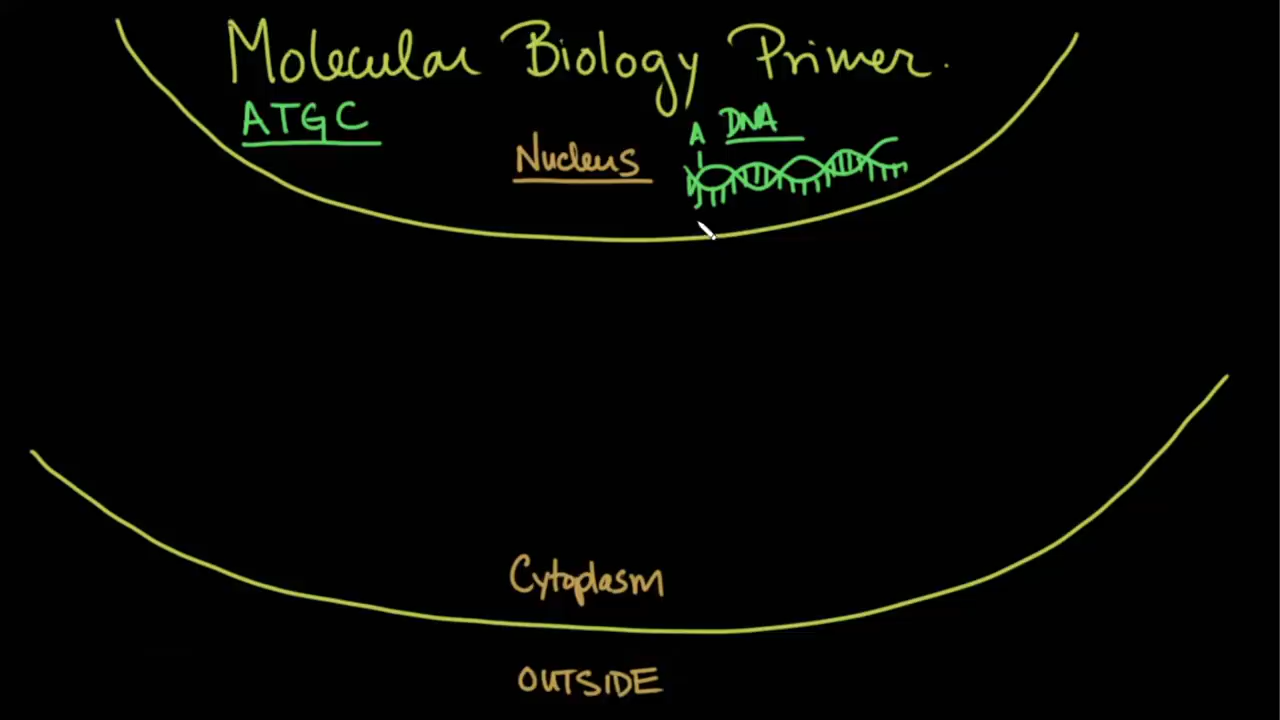 Molecular Biology Primer.
ATGC
DNA
A
Nucleus
Cytoplasm
OUTSIDE